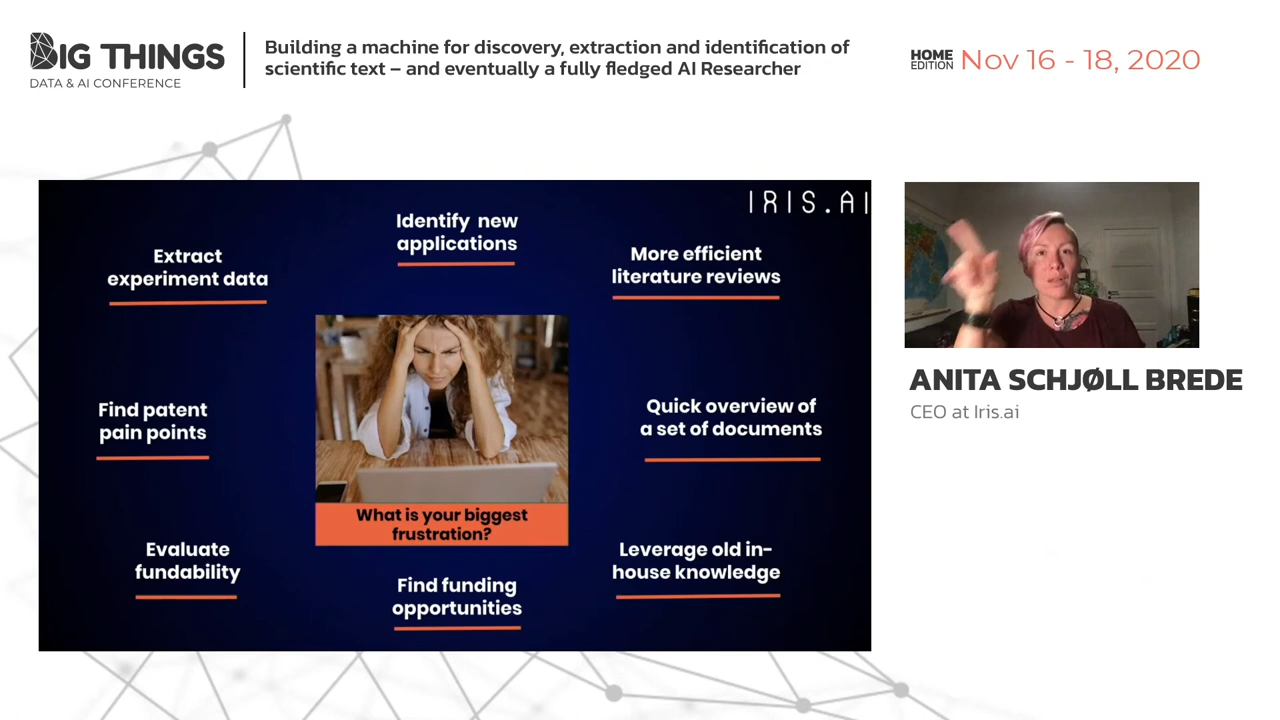 BIG THINGS
DATA & AI CONFERENCE
Building a machine for discovery, extraction and identification of
scientific text – and eventually a fully fledged AI Researcher
HOME
EDITION
Nov 16 - 18, 2020
IRIS.AI
Identify new
applications
Extract
experiment data
More efficient
literature reviews
Find patent
pain points
Quick overview of
a set of documents
What is your biggest
frustration?
Evaluate
fundability
Leverage old in-
house knowledge
Find funding
opportunities
ANITA SCHJØLL BREDE
CEO at Iris.ai